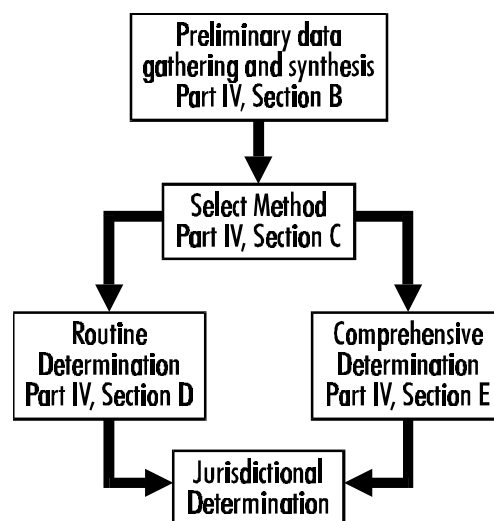 Preliminary data
gathering and synthesis
Part IV, Section B
Select Method
Part IV, Section C
Routine
Determination
Part IV, Section D
Comprehensive
Determination
Part IV, Section E
Jurisdictional
Determination